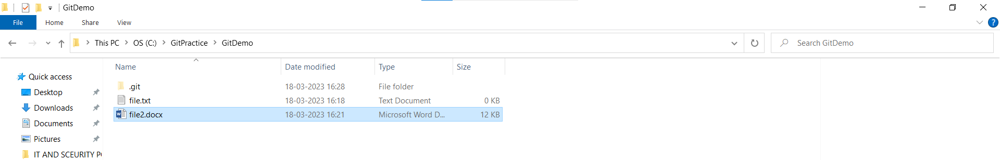 GitDemo
File Home Share View
This PC OS (C:) GitPractice GitDemo Search GitDemo
Name Date modified Type Size
Quick access
Desktop
Downloads
Documents
Pictures
IT AND SCEURITY
.git 18-03-2023 16:28 File folder
file.txt 18-03-2023 16:18 Text Document 0 KB
file2.docx 18-03-2023 16:21 Microsoft Word D... 12 KB